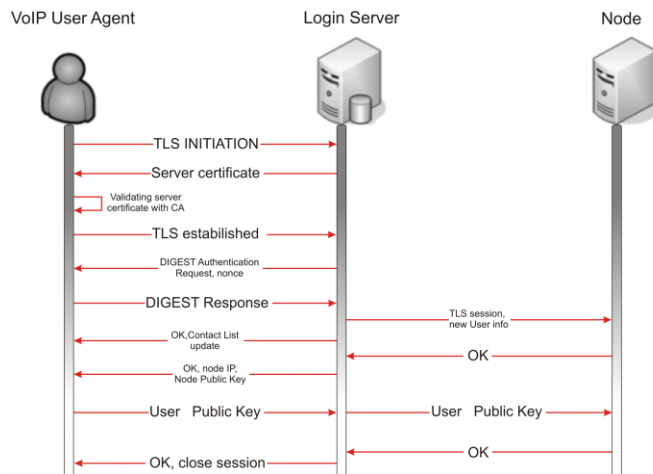 VoIP User Agent
Login Server
Node
TLS INITIATION
Server certificate
Validating server
certificate with CA
TLS estabilished
DIGEST Authentication
Request, nonce
DIGEST Response
TLS session,
new User info
OK,Contact List
update
OK
OK, node IP,
Node Public Key
User Public Key
User Public Key
OK
OK, close session